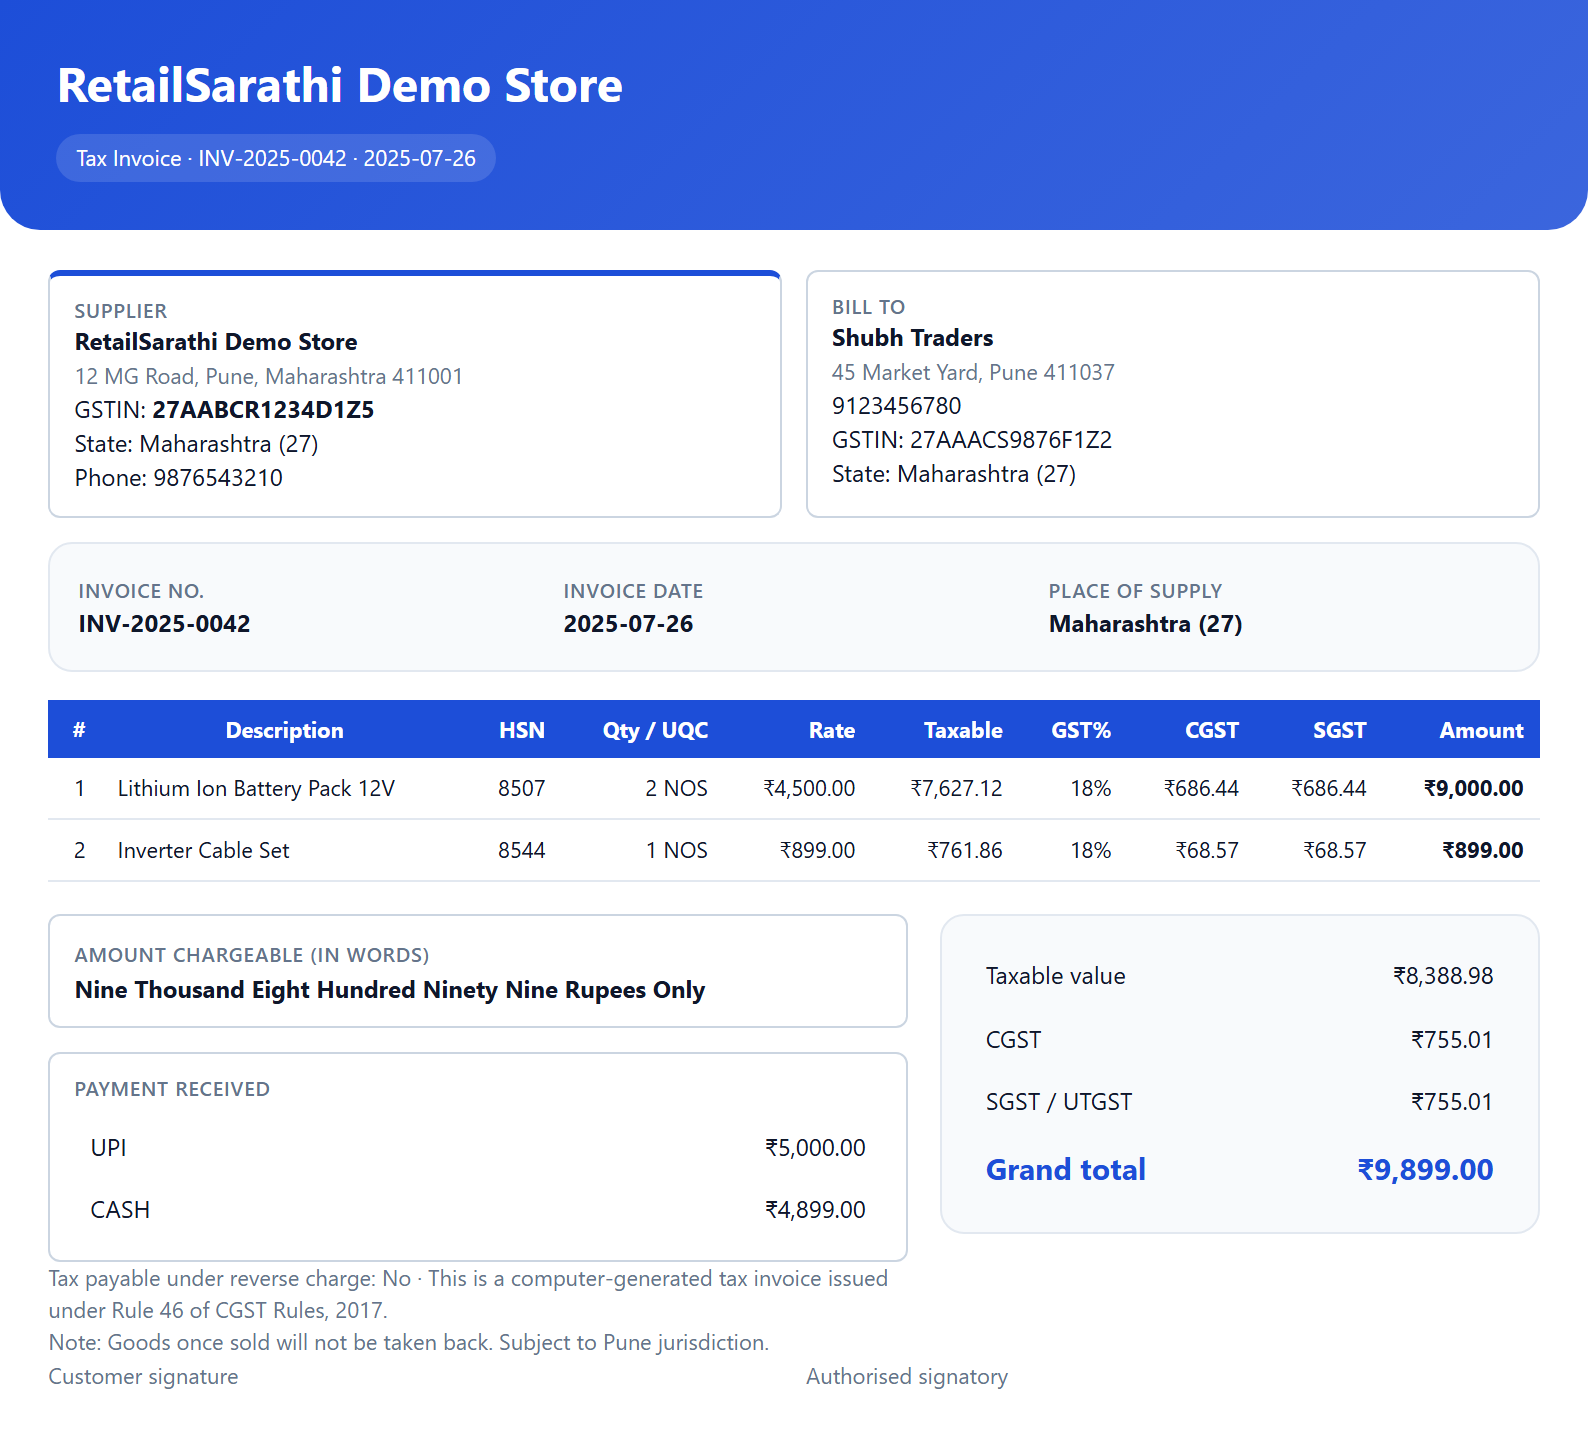 RetailSarathi Demo Store
Tax Invoice · INV-2025-0042 · 2025-07-26
SUPPLIER
RetailSarathi Demo Store
12 MG Road, Pune, Maharashtra 411001
GSTIN: 27AABCR1234D1Z5
State: Maharashtra (27)
Phone: 9876543210
BILL TO
Shubh Traders
45 Market Yard, Pune 411037
9123456780
GSTIN: 27AAACS9876F1Z2
State: Maharashtra (27)
INVOICE NO.
INV-2025-0042
INVOICE DATE
2025-07-26
PLACE OF SUPPLY
Maharashtra (27)
# Description HSN Qty / UQC Rate Taxable GST% CGST SGST Amount
1 Lithium Ion Battery Pack 12V 8507 2 NOS ₹4,500.00 ₹7,627.12 18% ₹686.44 ₹686.44 ₹9,000.00
2 Inverter Cable Set 8544 1 NOS ₹899.00 ₹761.86 18% ₹68.57 ₹68.57 ₹899.00
AMOUNT CHARGEABLE (IN WORDS)
Nine Thousand Eight Hundred Ninety Nine Rupees Only
PAYMENT RECEIVED
UPI ₹5,000.00
CASH ₹4,899.00
Taxable value ₹8,388.98
CGST ₹755.01
SGST / UTGST ₹755.01
Grand total ₹9,899.00
Tax payable under reverse charge: No · This is a computer-generated tax invoice issued
under Rule 46 of CGST Rules, 2017.
Note: Goods once sold will not be taken back. Subject to Pune jurisdiction.
Customer signature
Authorised signatory